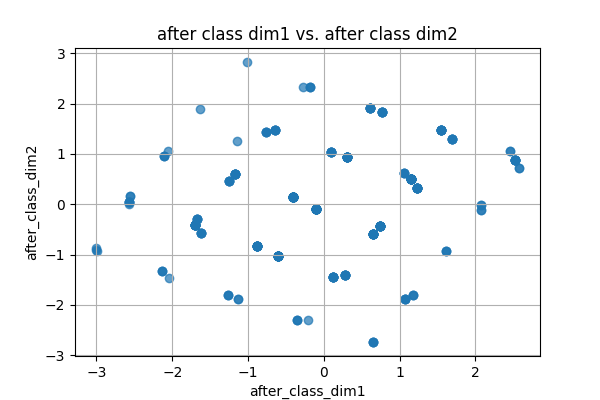 after class dim1 vs. after class dim2
3
2
1
0
−1
−2
−3
after_class_dim2
−3 −2 −1 0 1 2
after_class_dim1